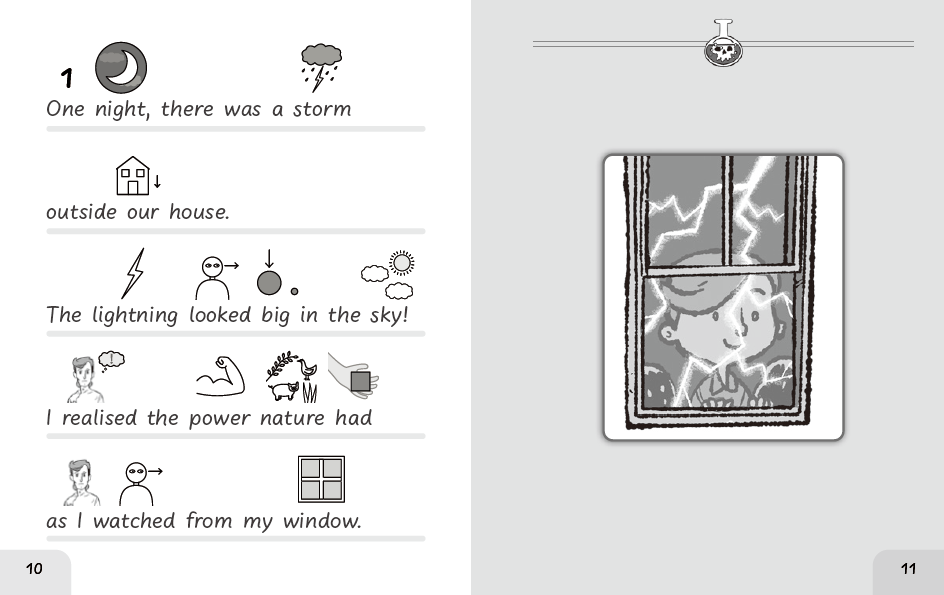 1
One night, there was a storm
outside our house.
The lightning looked big in the sky!
I realised the power nature had
as I watched from my window.
10
11